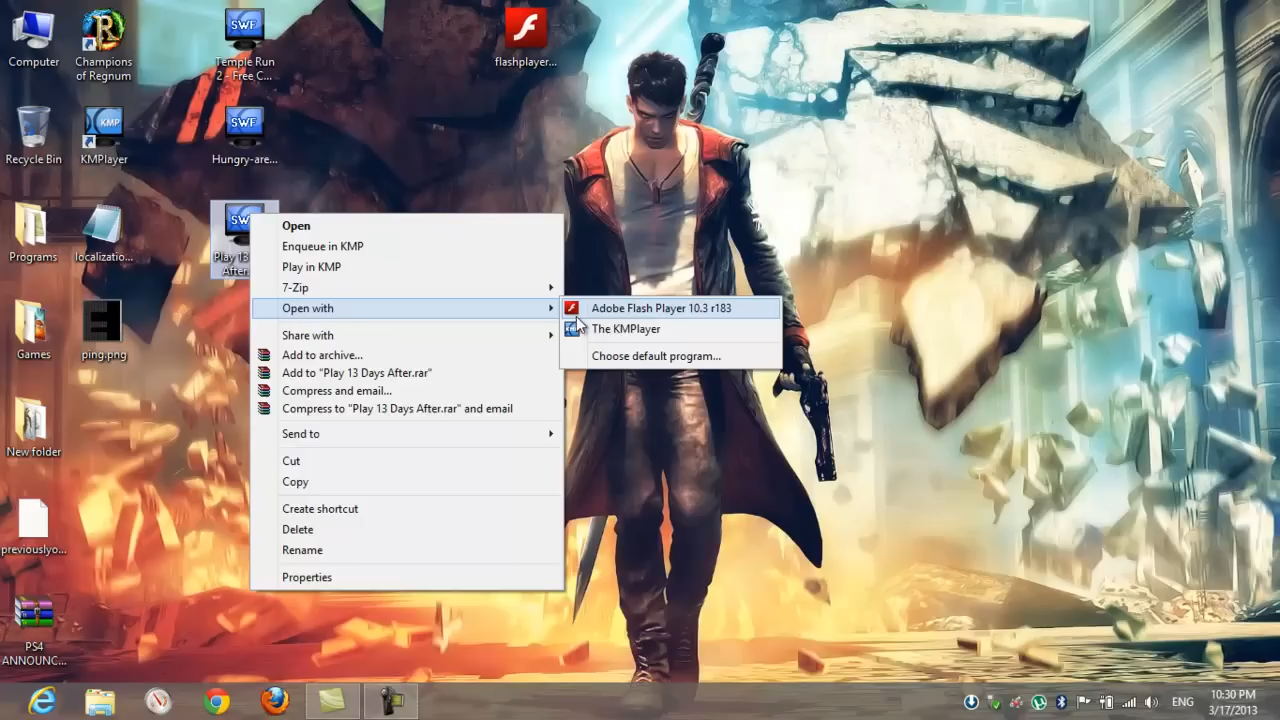 Computer
Champions
of Regnum
SWF
Temple Run
2 - Free C...
flashplayer...
Recycle Bin
KMP
KMPlayer
SWF
Hungry-are...
Programs
localizatio...
SW
Play 13
After
Games
ping.png
New folder
previouslyo...
PS4
ANNOUNC...
Open
Enqueue in KMP
Play in KMP
7-Zip
Open with
Share with
Add to archive...
Add to "Play 13 Days After.rar"
Compress and email...
Compress to "Play 13 Days After.rar" and email
Send to
Cut
Copy
Create shortcut
Delete
Rename
Properties
Adobe Flash Player 10.3 r183
The KMPlayer
Choose default program...
ENG
10:30 PM
3/17/2013